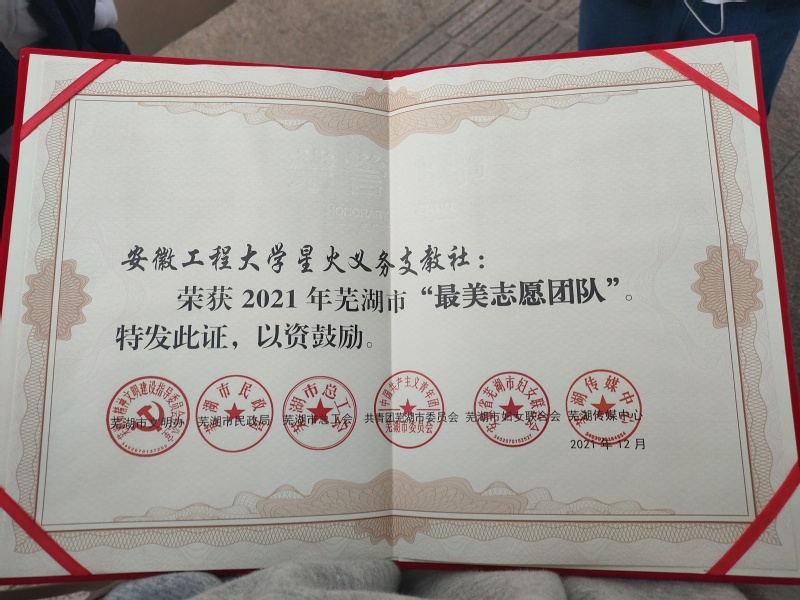 安徽工程大学星火义务支教社：
荣获 2021 年芜湖市 “最美志愿团队”。
特发此证，以资鼓励。
芜湖市文明办 芜湖市民政局 芜湖市总工会 共青团芜湖市委员会 芜湖市妇女联合会 芜湖传媒中心
2021 年 12 月